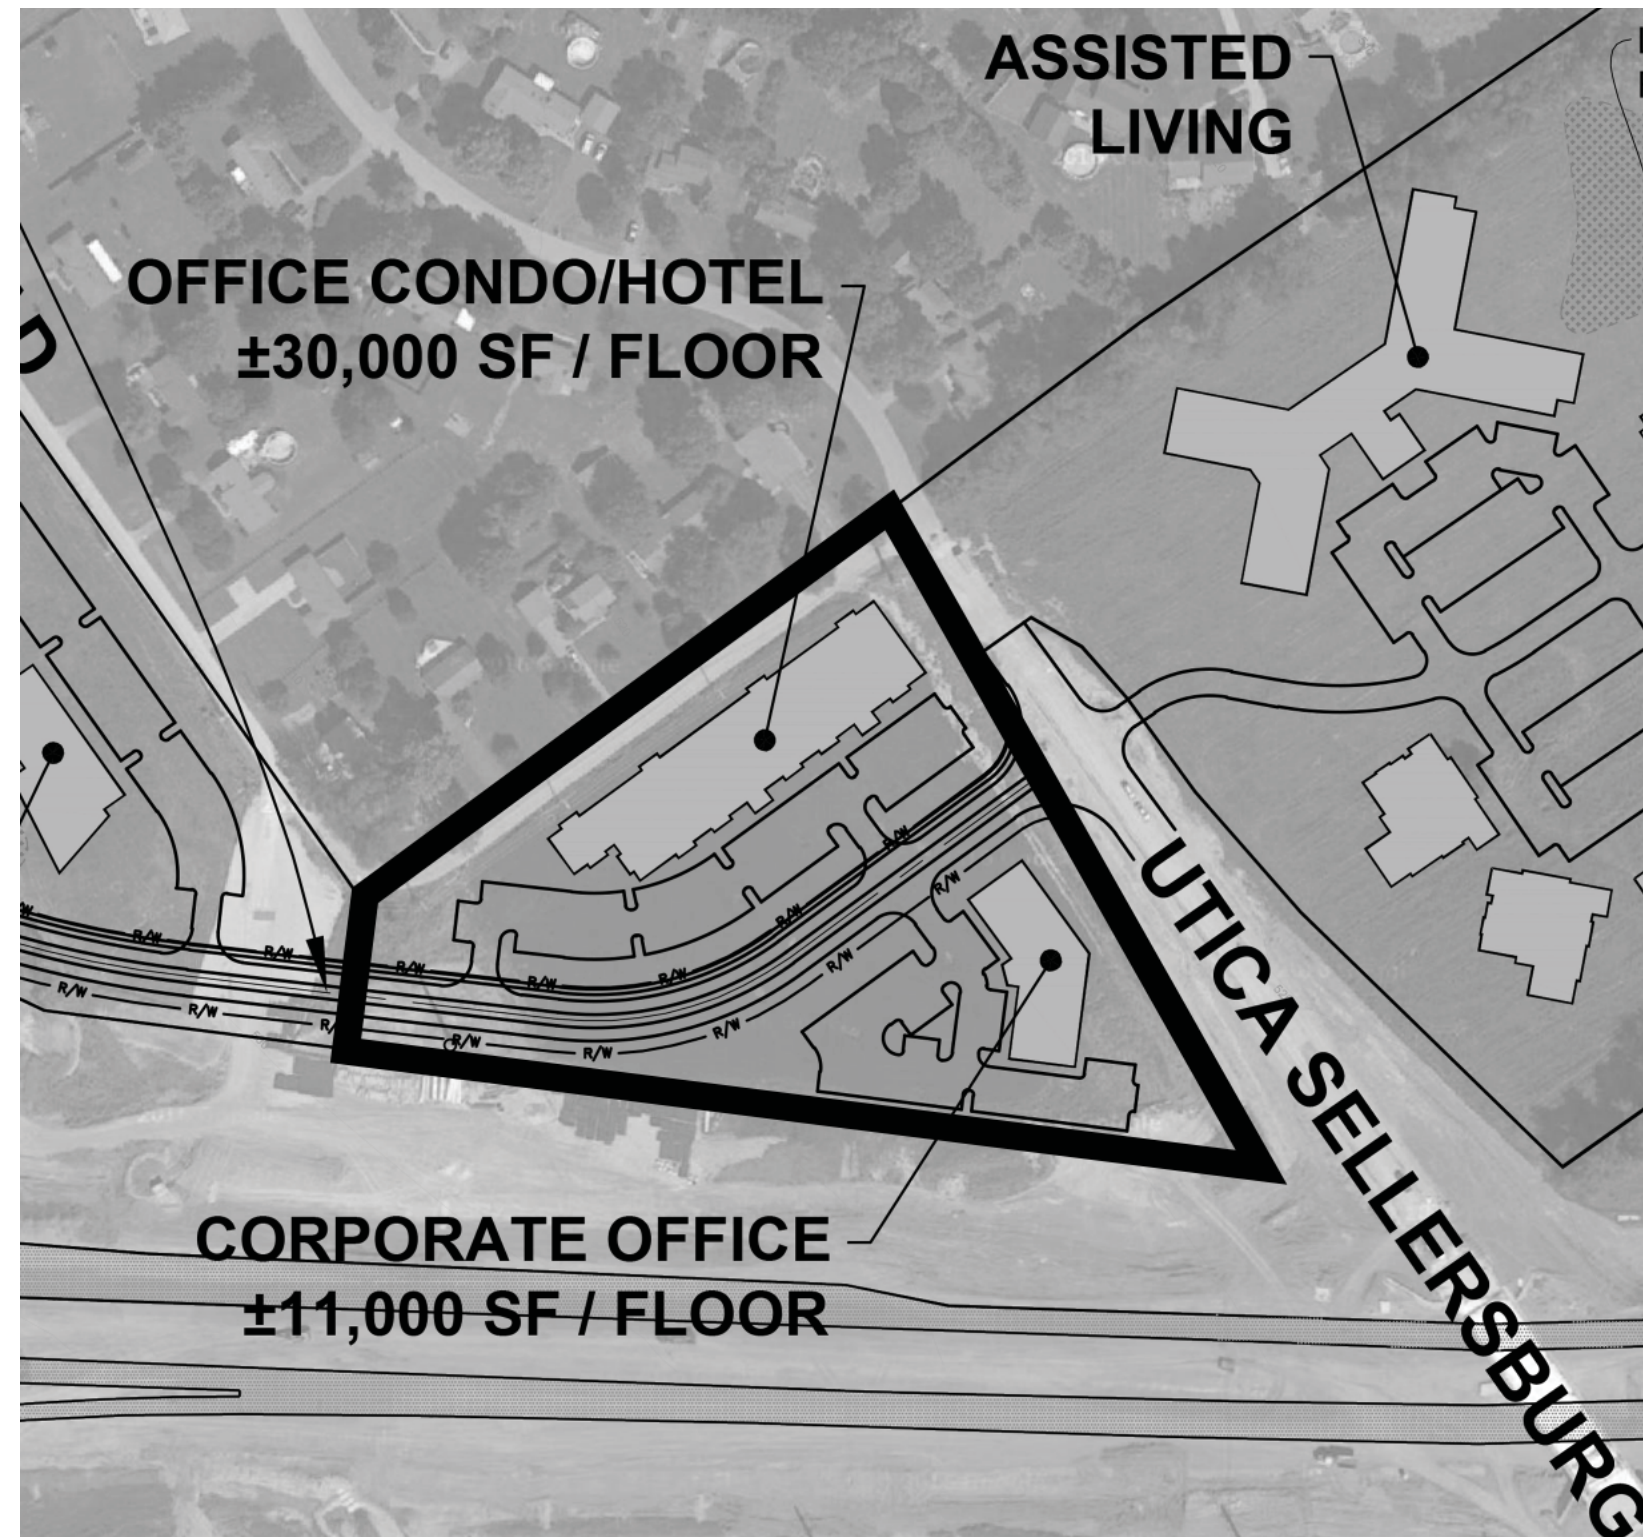 ASSISTED
LIVING
OFFICE CONDO/HOTEL
±30,000 SF / FLOOR
D
R/W
R/W
R/W
R/W
R/W
R/W
R/W
R/W
R/W
R/W
R/W
R/W
R/W
R/W
UTICA SELLERSBURG
CORPORATE OFFICE
±11,000 SF / FLOOR